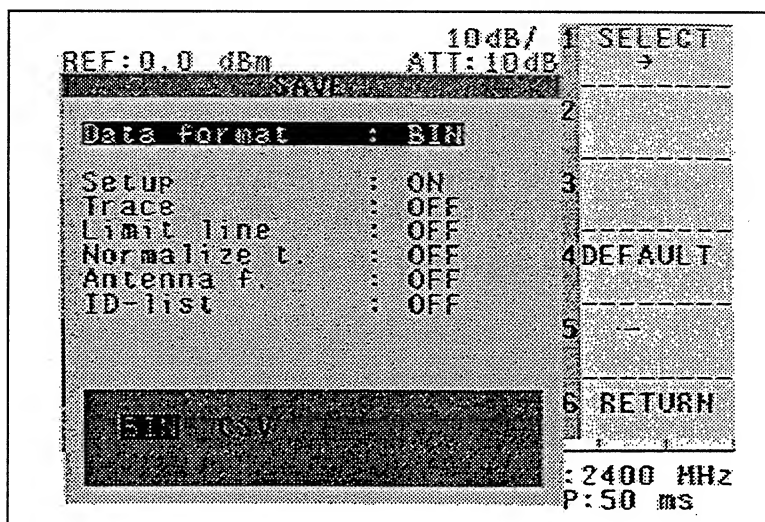 10dB/
REF:0.0 dBm ATT:10dB
SAVE
Data format : BIN
Setup : ON
Trace : OFF
Limit line : OFF
Normalize t. : OFF
Antenna f. : OFF
ID-list : OFF
BIN CSV
1 SELECT
→
2
3
4 DEFAULT
5 —
6 RETURN
:2400 MHz
P:50 ms